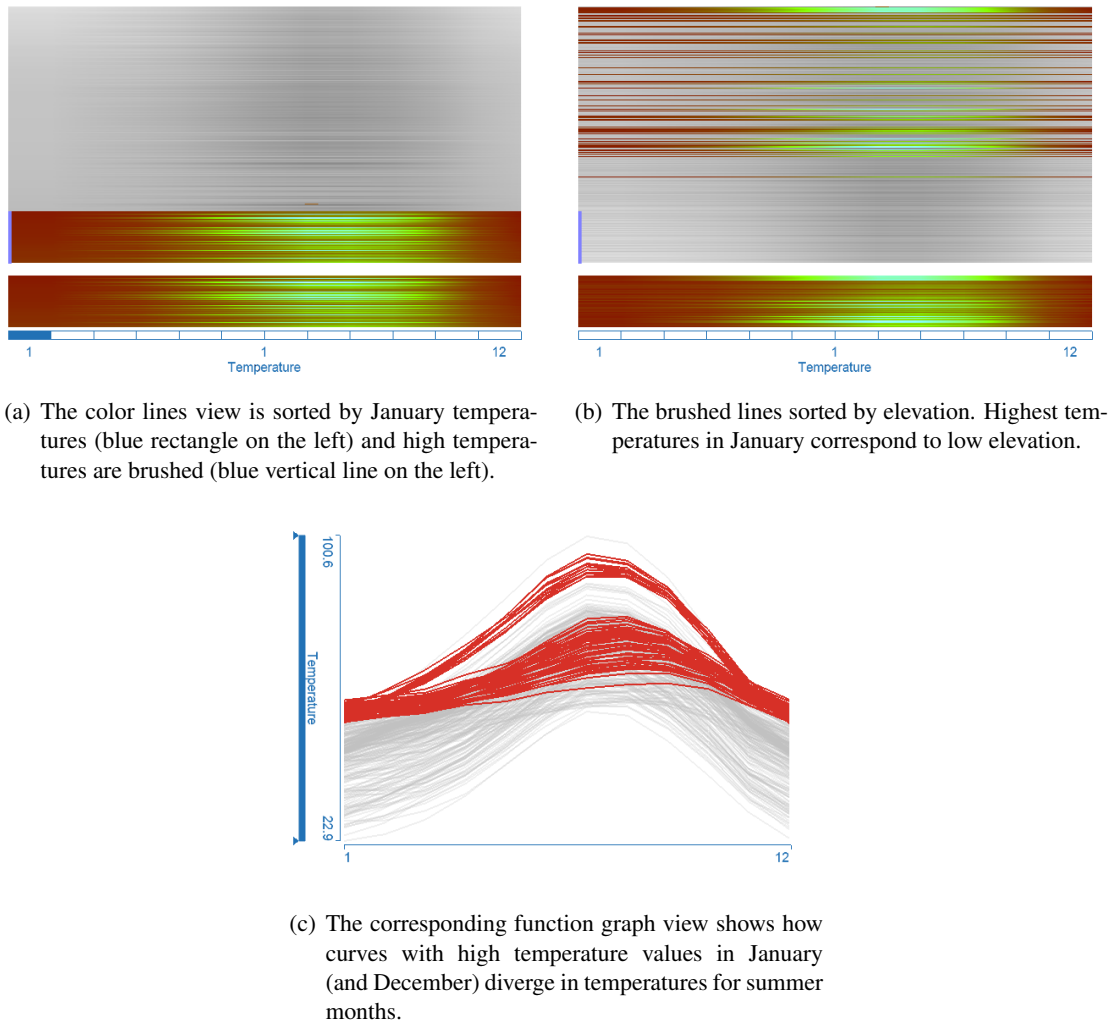 1 1 12
Temperature
1 1 12
Temperature
(a) The color lines view is sorted by January tempera-
tures (blue rectangle on the left) and high tempera-
tures are brushed (blue vertical line on the left).
(b) The brushed lines sorted by elevation. Highest tem-
peratures in January correspond to low elevation.
100.6
Temperature
22.9
1 12
(c) The corresponding function graph view shows how
curves with high temperature values in January
(and December) diverge in temperatures for summer
months.